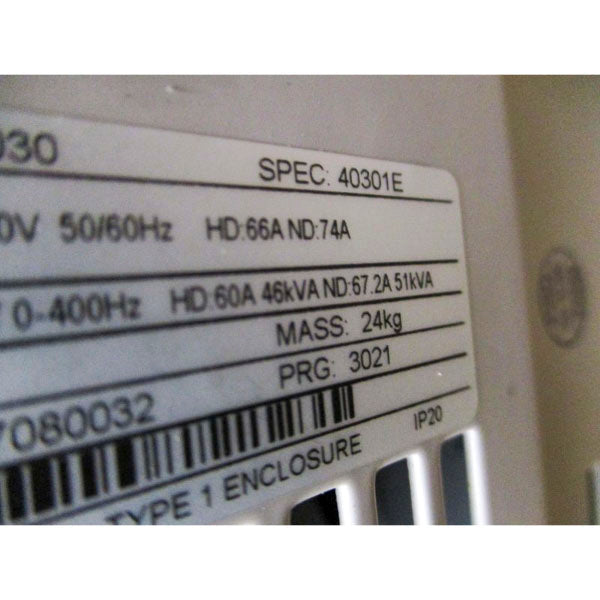 030 SPEC: 40301E
0V 50/60Hz HD:66A ND:74A
0-400Hz HD:60A 46kVA ND:67.2A 51kVA
MASS: 24kg
PRG: 3021
7080032
IP20
TYPE 1 ENCLOSURE